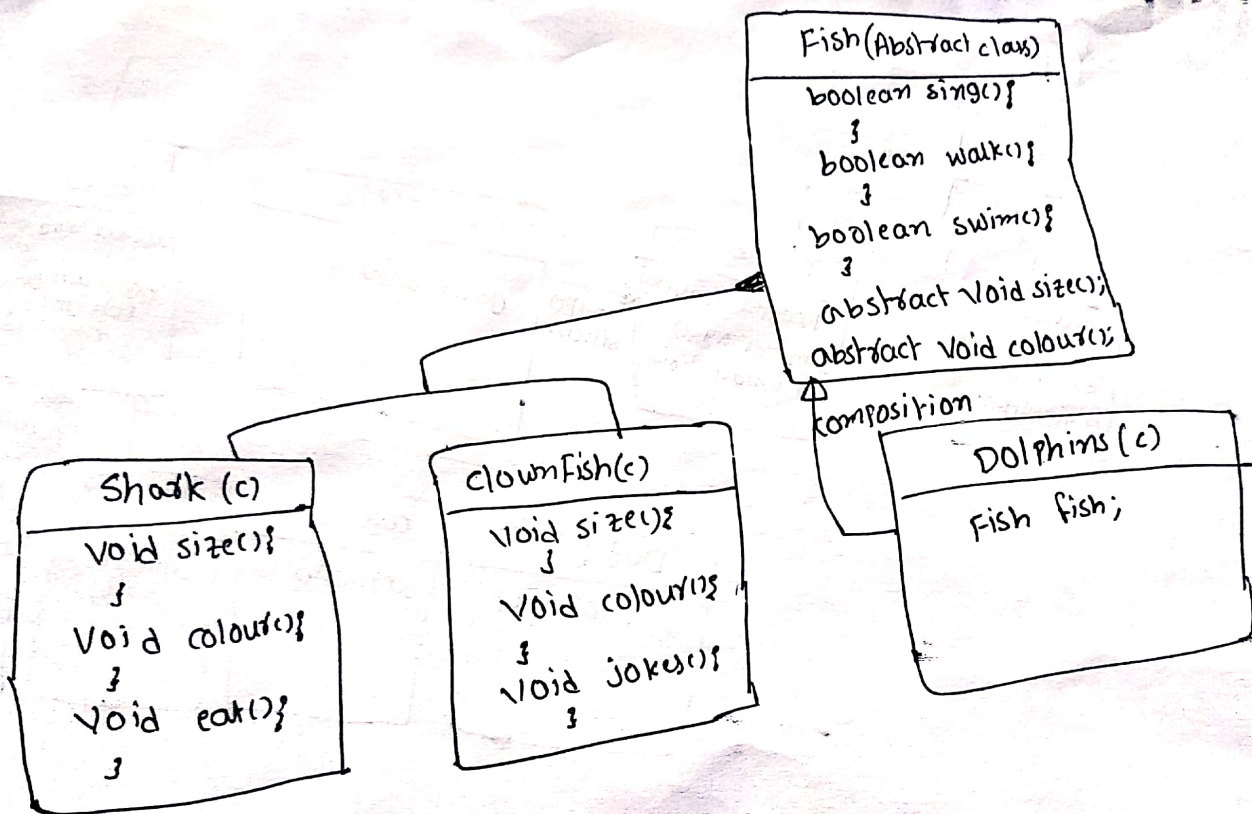 Fish (Abstract class)
boolean sing(){
}
boolean walk(){
}
boolean swim(){
}
abstract void size();
abstract void colour();
composition
Shark (c)
void size(){
}
void colour(){
}
void eat(){
}
clownFish(c)
void size(){
}
void colour(){
}
void jokes(){
}
Dolphins (c)
Fish fish;